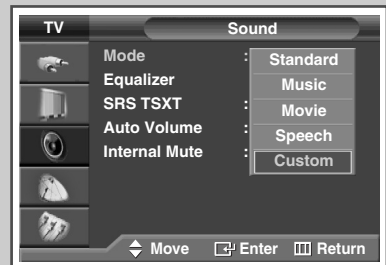 TV Sound
Mode : Standard
Equalizer Music
SRS TSXT : Movie
Auto Volume : Speech
Internal Mute : Custom
Move Enter Return